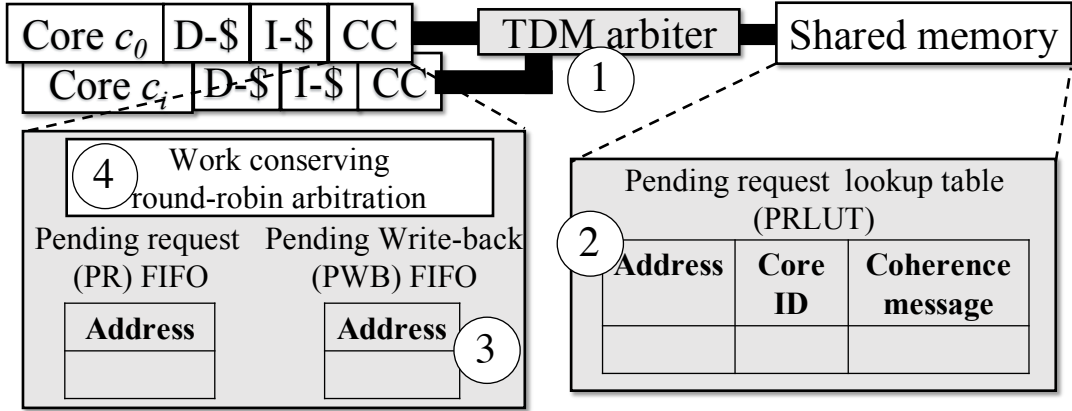 Core c0 D-$ I-$ CC TDM arbiter Shared memory
Core ci D-$ I-$ CC 1
4 Work conserving
round-robin arbitration
Pending request
(PR) FIFO
Address
Pending Write-back
(PWB) FIFO
Address
3
Pending request lookup table
(PRLUT)
2
Address Core ID Coherence message